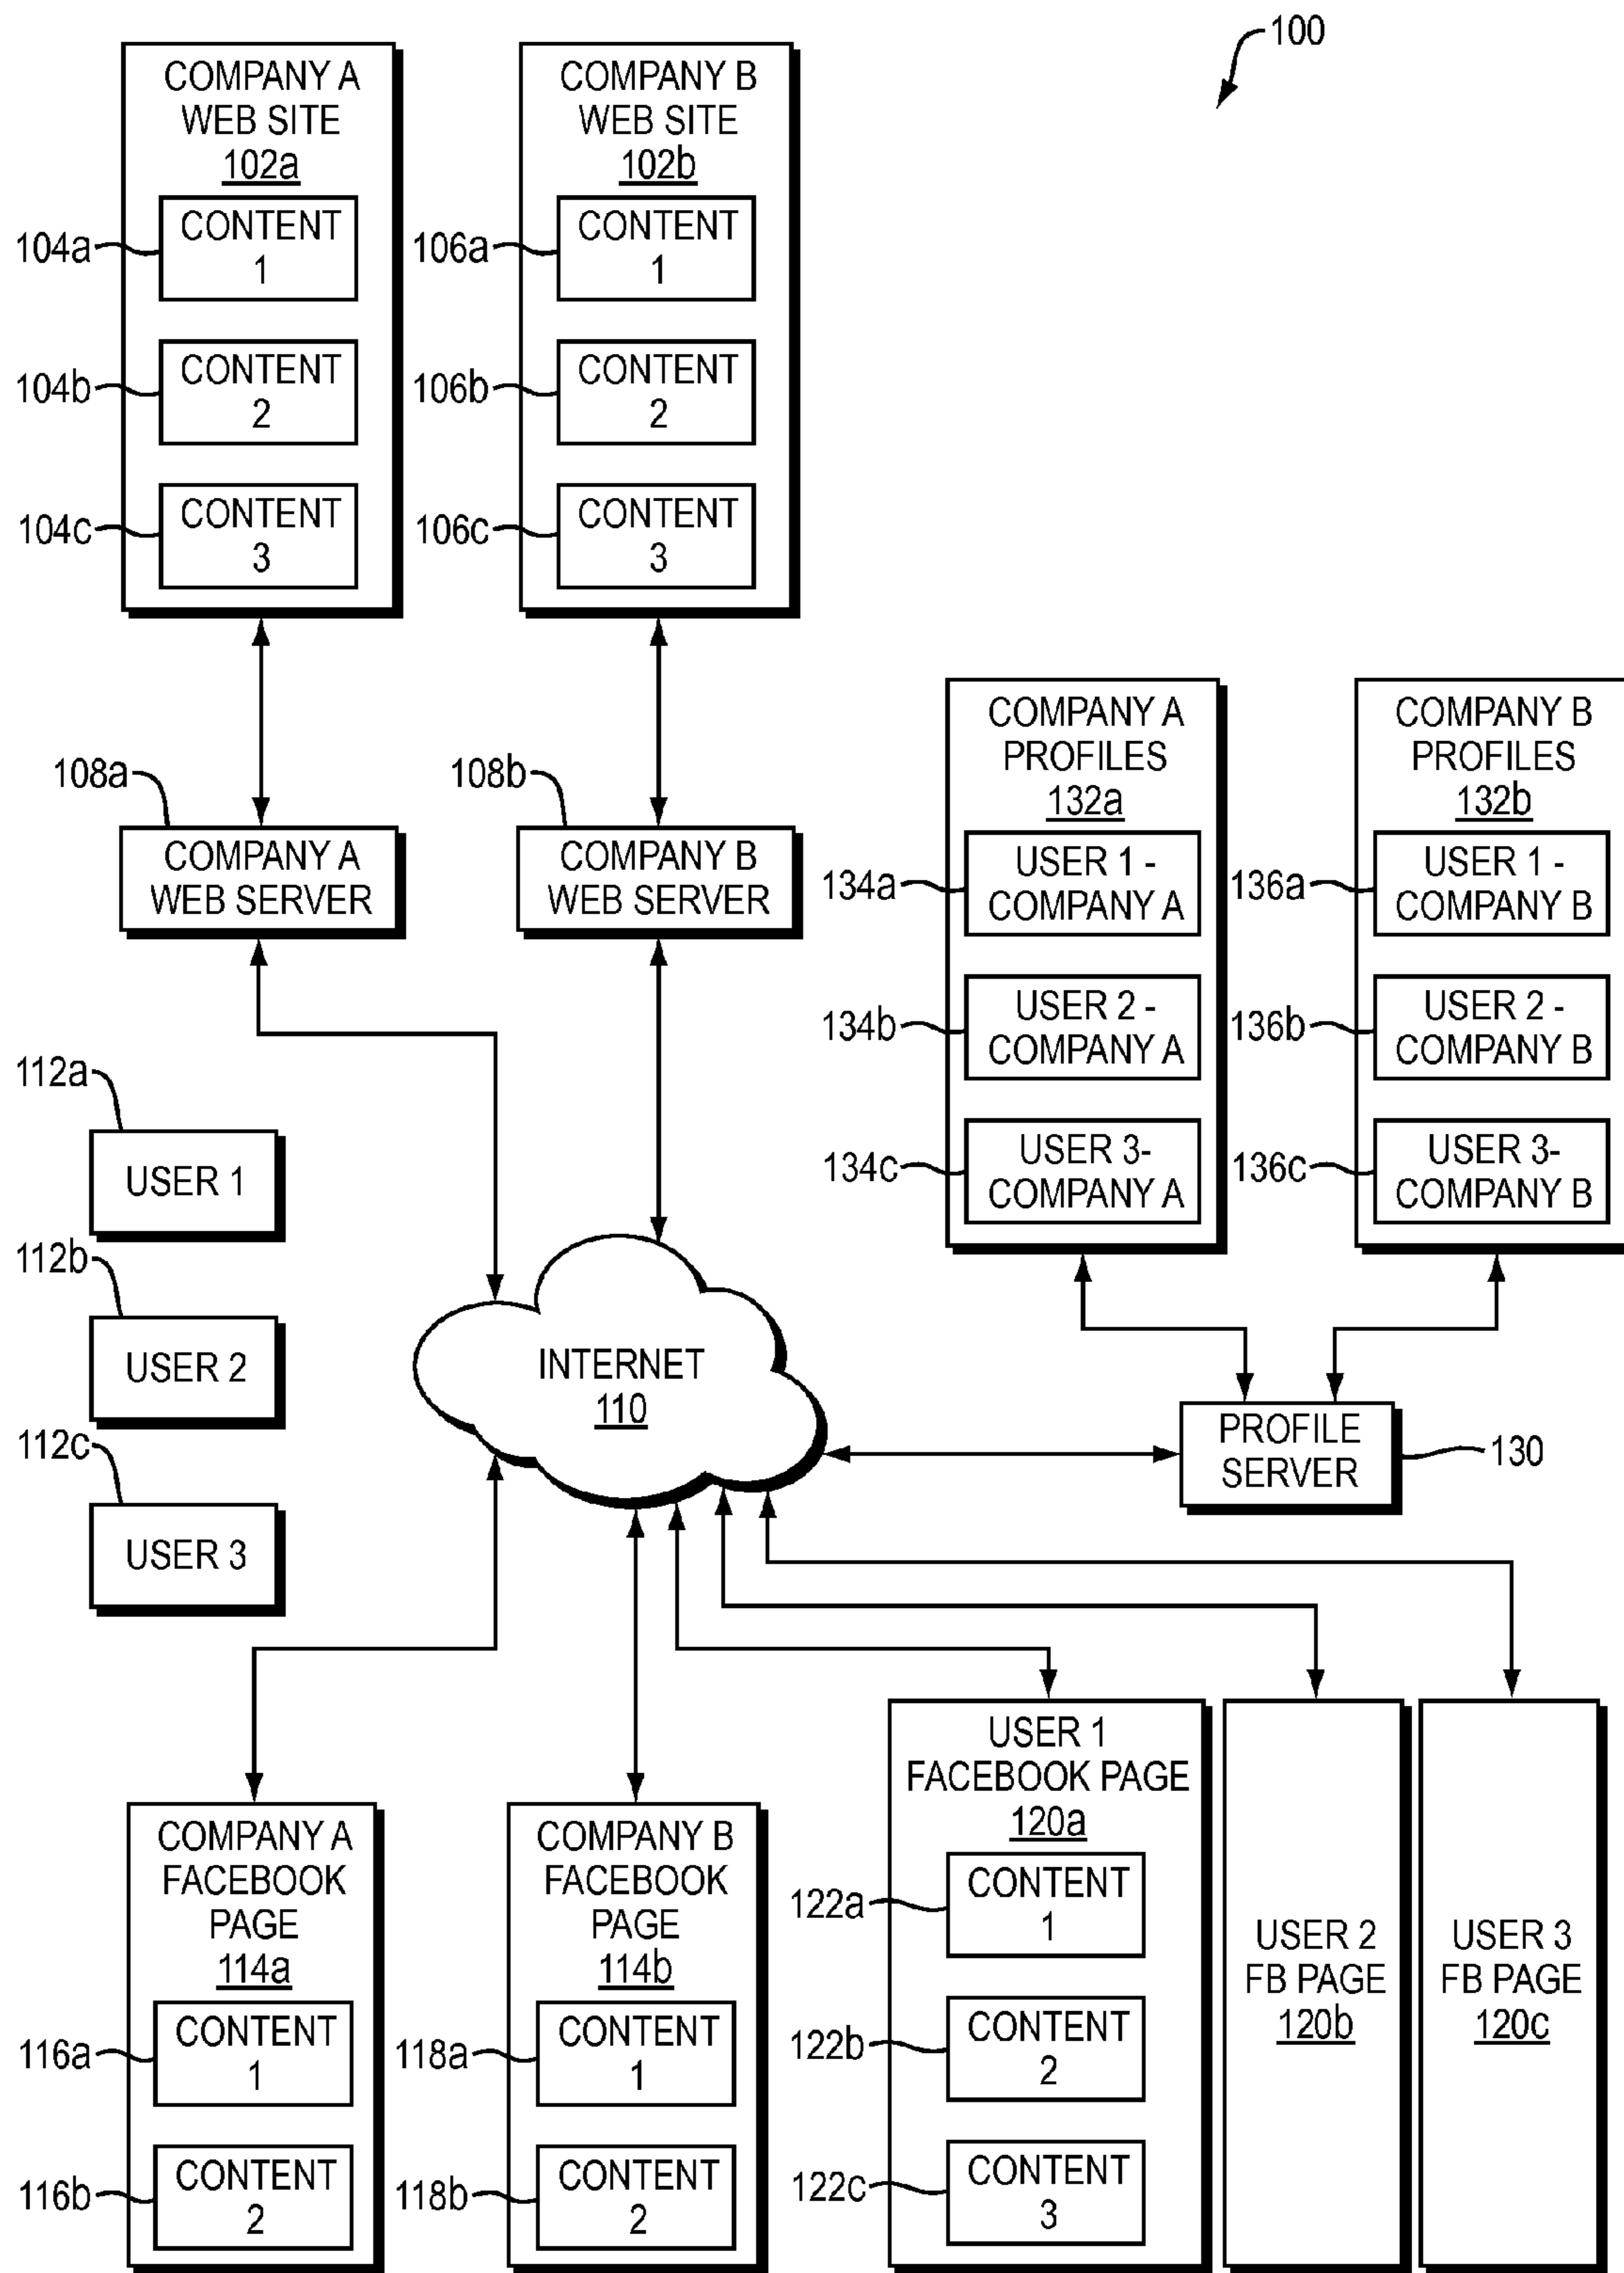 100
COMPANY A
WEB SITE
102a
104a
CONTENT
1
104b
CONTENT
2
104c
CONTENT
3
COMPANY B
WEB SITE
102b
106a
CONTENT
1
106b
CONTENT
2
106c
CONTENT
3
108a
COMPANY A
WEB SERVER
108b
COMPANY B
WEB SERVER
COMPANY A
PROFILES
132a
134a
USER 1 -
COMPANY A
134b
USER 2 -
COMPANY A
134c
USER 3-
COMPANY A
COMPANY B
PROFILES
132b
136a
USER 1 -
COMPANY B
136b
USER 2 -
COMPANY B
136c
USER 3-
COMPANY B
112a
USER 1
112b
USER 2
112c
USER 3
INTERNET
110
PROFILE
SERVER
130
COMPANY A
FACEBOOK
PAGE
114a
116a
CONTENT
1
116b
CONTENT
2
COMPANY B
FACEBOOK
PAGE
114b
118a
CONTENT
1
118b
CONTENT
2
USER 1
FACEBOOK PAGE
120a
122a
CONTENT
1
122b
CONTENT
2
122c
CONTENT
3
USER 2
FB PAGE
120b
USER 3
FB PAGE
120c